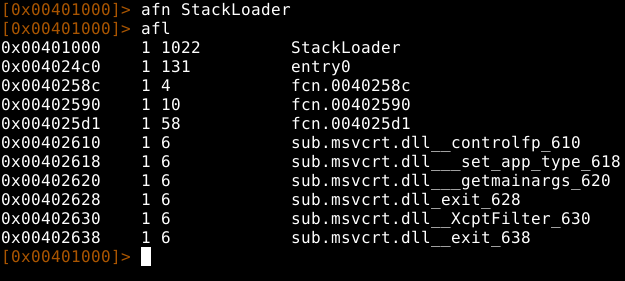 [0x00401000]> afn StackLoader
[0x00401000]> afl
0x00401000 1 1022 StackLoader
0x004024c0 1 131 entry0
0x0040258c 1 4 fcn.0040258c
0x00402590 1 10 fcn.00402590
0x004025d1 1 58 fcn.004025d1
0x00402610 1 6 sub.msvcrt.dll__controlfp_610
0x00402618 1 6 sub.msvcrt.dll___set_app_type_618
0x00402620 1 6 sub.msvcrt.dll___getmainargs_620
0x00402628 1 6 sub.msvcrt.dll_exit_628
0x00402630 1 6 sub.msvcrt.dll__XcptFilter_630
0x00402638 1 6 sub.msvcrt.dll__exit_638
[0x00401000]>